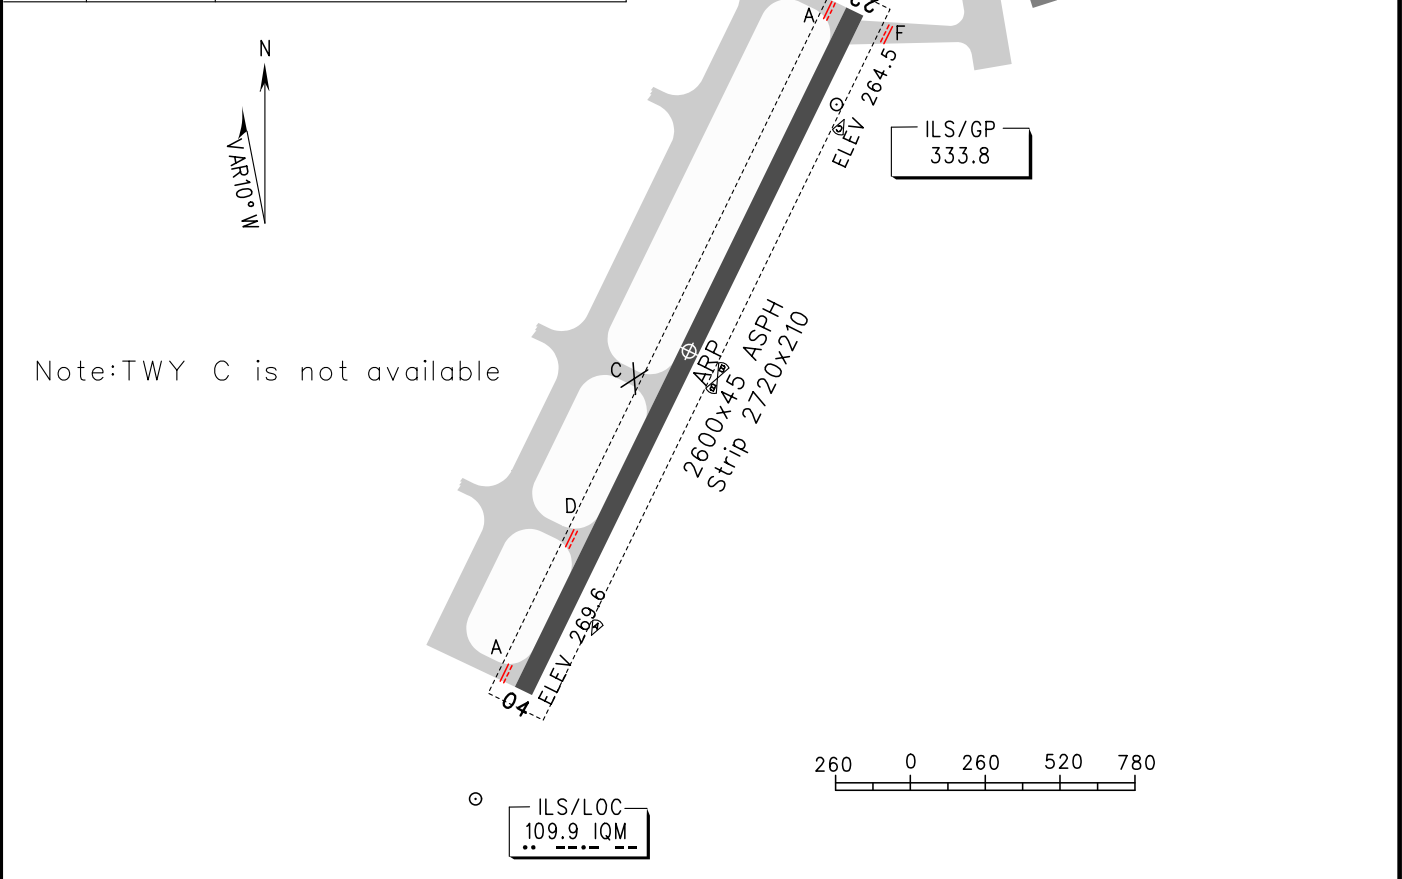 22
A
F
N
ELEV 264.5
ILS/GP
333.8
VAR10°W
ARP
2600x45 ASPH
Strip 2720x210
Note:TWY C is not available
C
D
A
ELEV 269.6
04
260 0 260 520 780
ILS/LOC
109.9 IQM